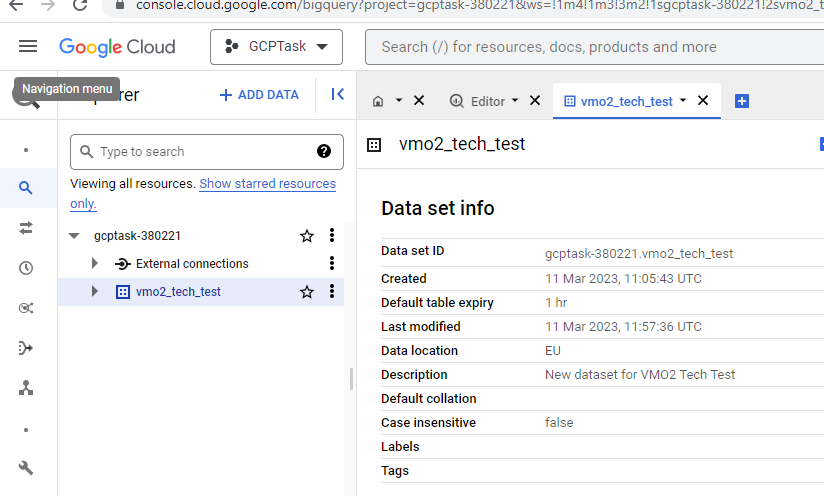 console.cloud.google.com/bigquery?project=gcptask-380221&ws=!1m4!1m3!3m2!1sgcptask-380221!2svmo2_t
Google Cloud
GCPTask
Search (/) for resources, docs, products and more
Navigation menu
ADD DATA
Editor
vmo2_tech_test
Type to search
Viewing all resources. Show starred resources
only.
gcptask-380221
External connections
vmo2_tech_test
vmo2_tech_test
Data set info
Data set ID gcptask-380221.vmo2_tech_test
Created 11 Mar 2023, 11:05:43 UTC
Default table expiry 1 hr
Last modified 11 Mar 2023, 11:57:36 UTC
Data location EU
Description New dataset for VMO2 Tech Test
Default collation
Case insensitive false
Labels
Tags